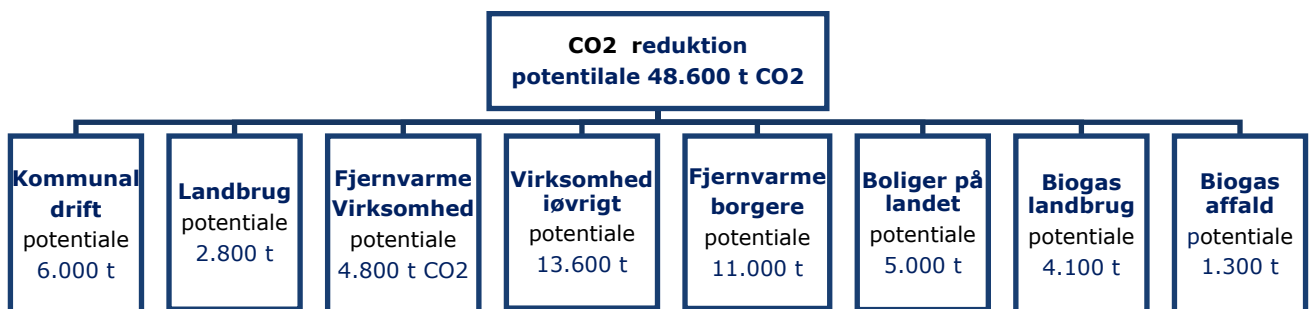 CO2 reduktion
potentilale 48.600 t CO2
Kommunal
drift
potentiale
6.000 t
Landbrug
potentiale
2.800 t
Fjernvarme
Virksomhed
potentiale
4.800 t CO2
Virksomhed
iøvrigt
potentiale
13.600 t
Fjernvarme
borgere
potentiale
11.000 t
Boliger på
landet
potentiale
5.000 t
Biogas
landbrug
potentiale
4.100 t
Biogas
affald
potentiale
1.300 t